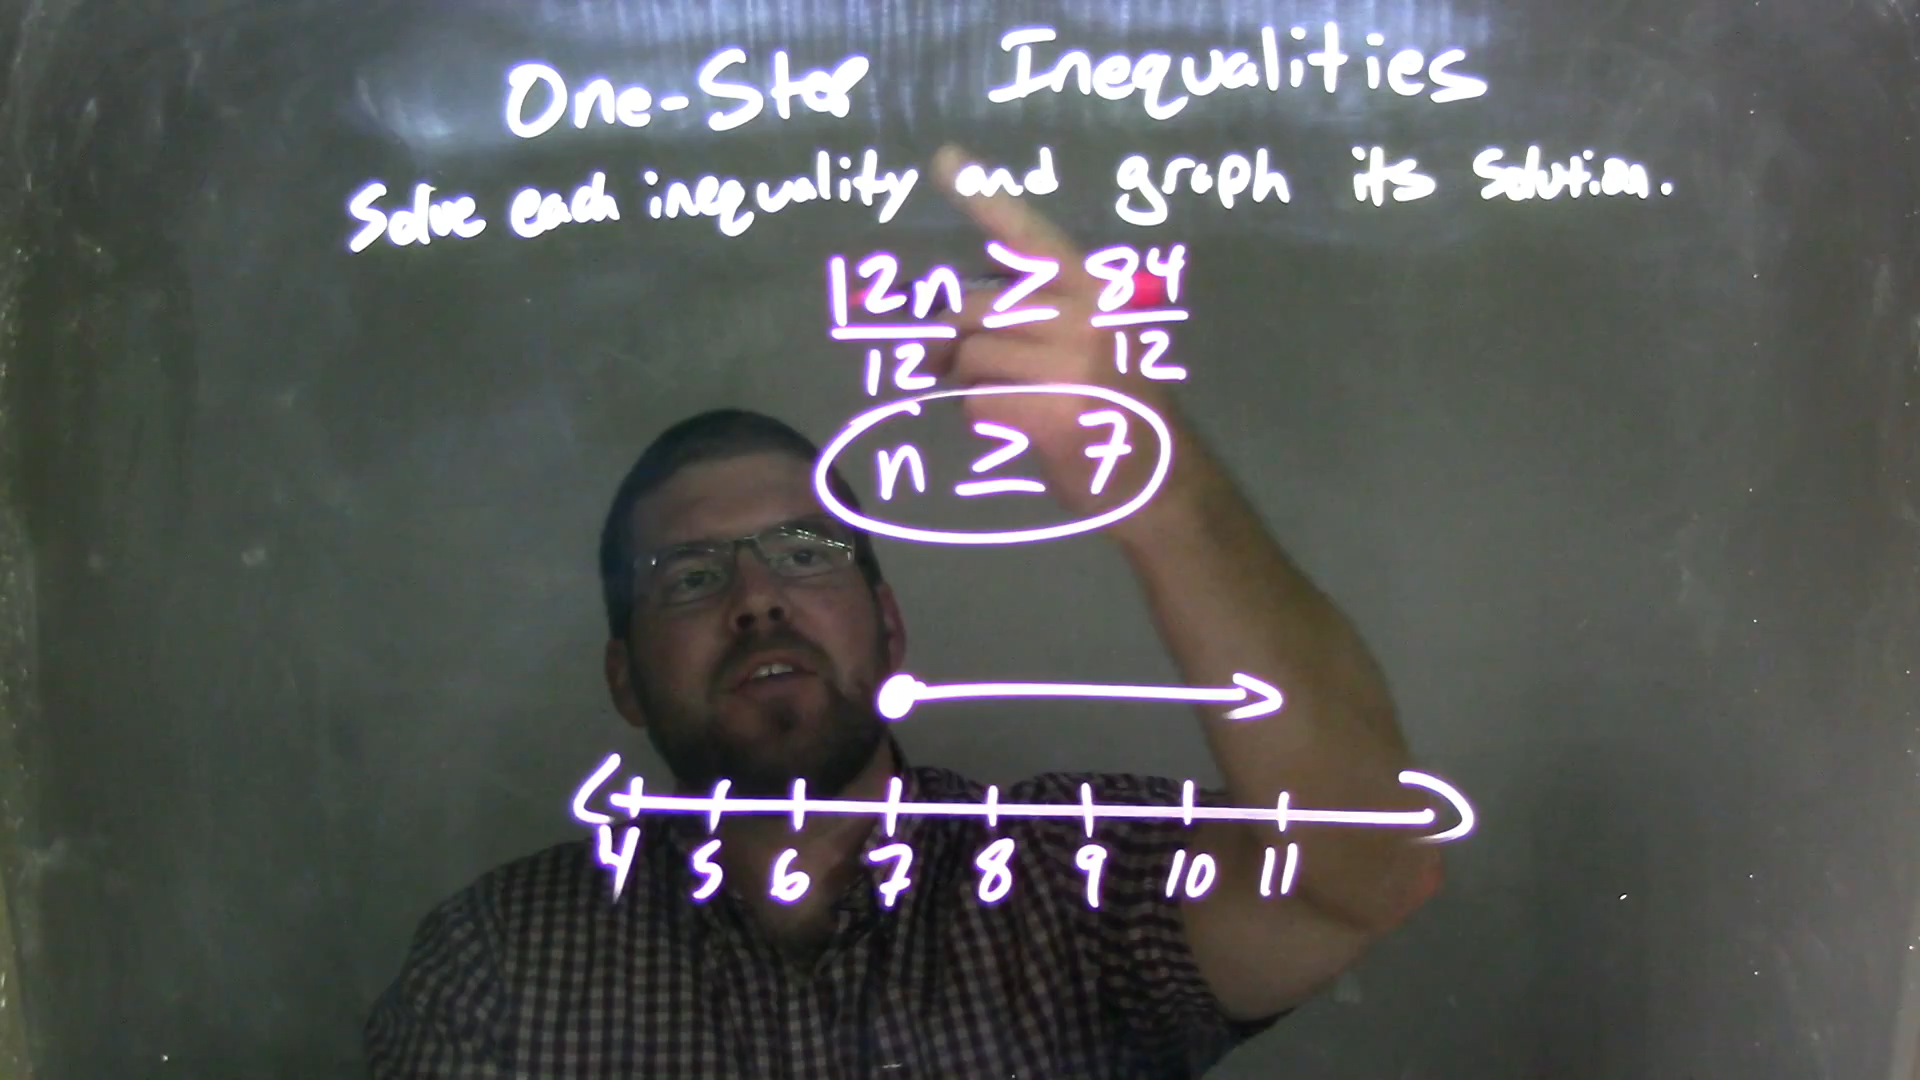 One-Step Inequalities
Solve each inequality and graph its solution.
12n ≥ 84
12 12
n ≥ 7
4 5 6 7 8 9 10 11